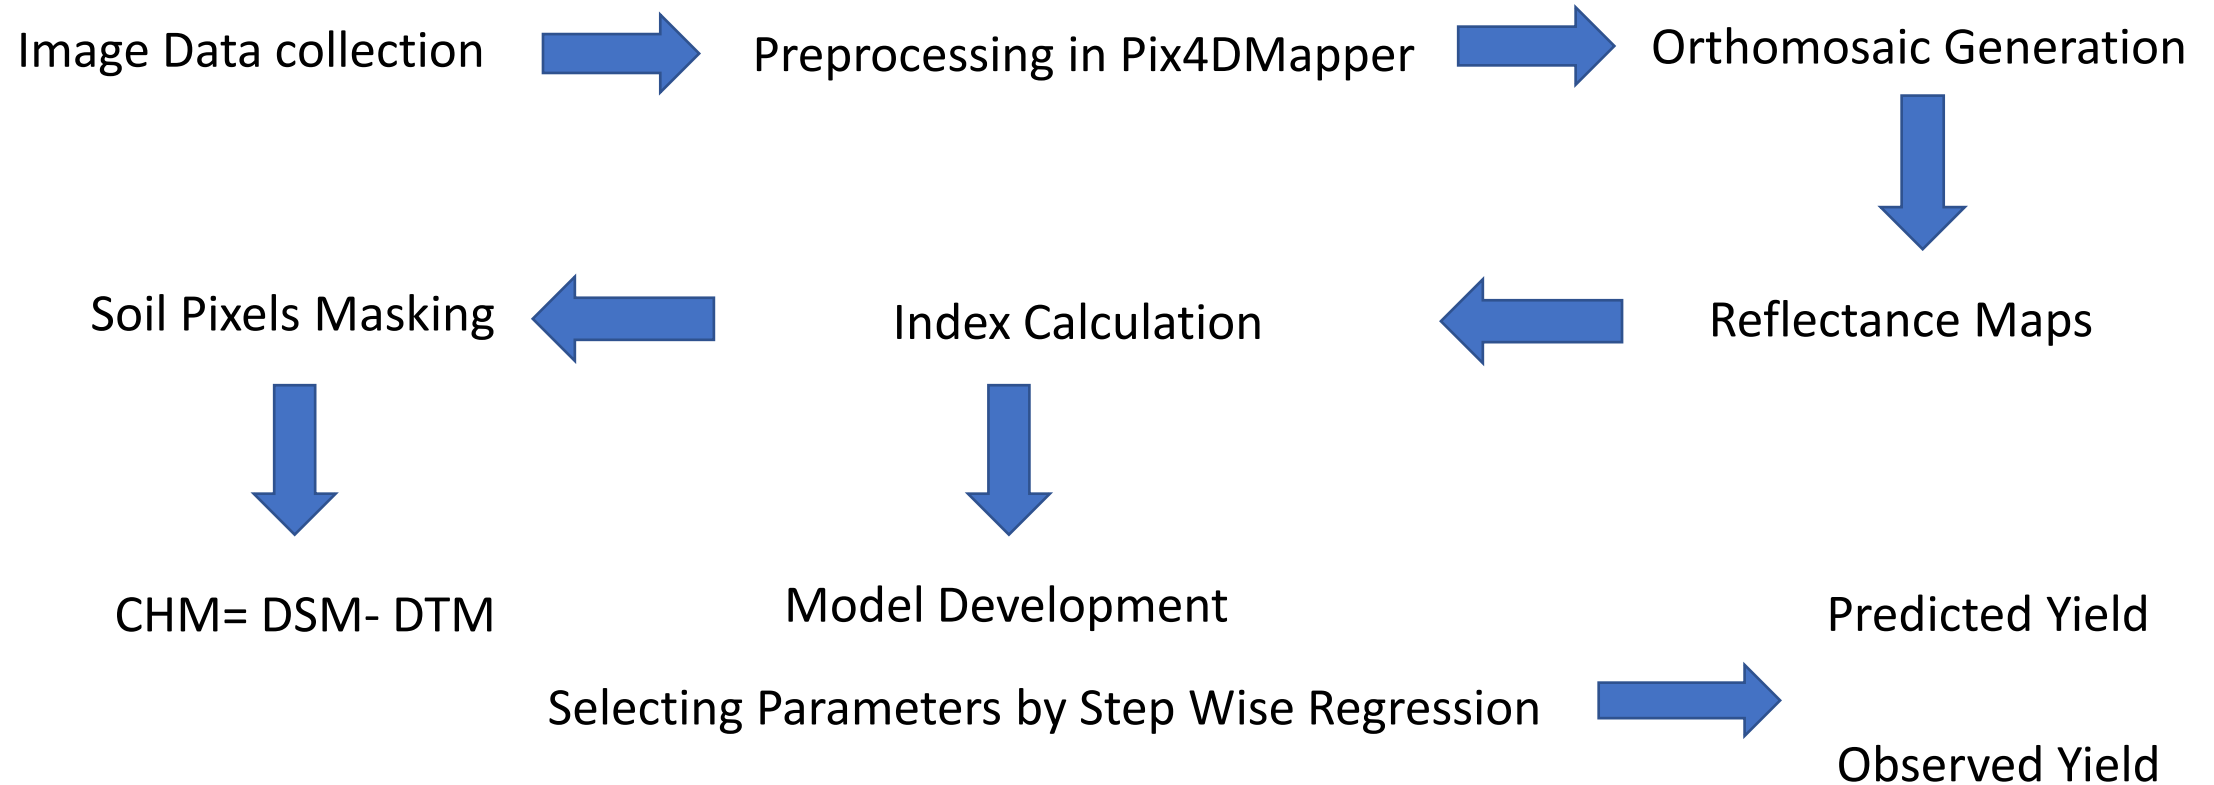 Image Data collection
Preprocessing in Pix4DMapper
Orthomosaic Generation
Soil Pixels Masking
Index Calculation
Reflectance Maps
CHM= DSM- DTM
Model Development
Selecting Parameters by Step Wise Regression
Predicted Yield
Observed Yield